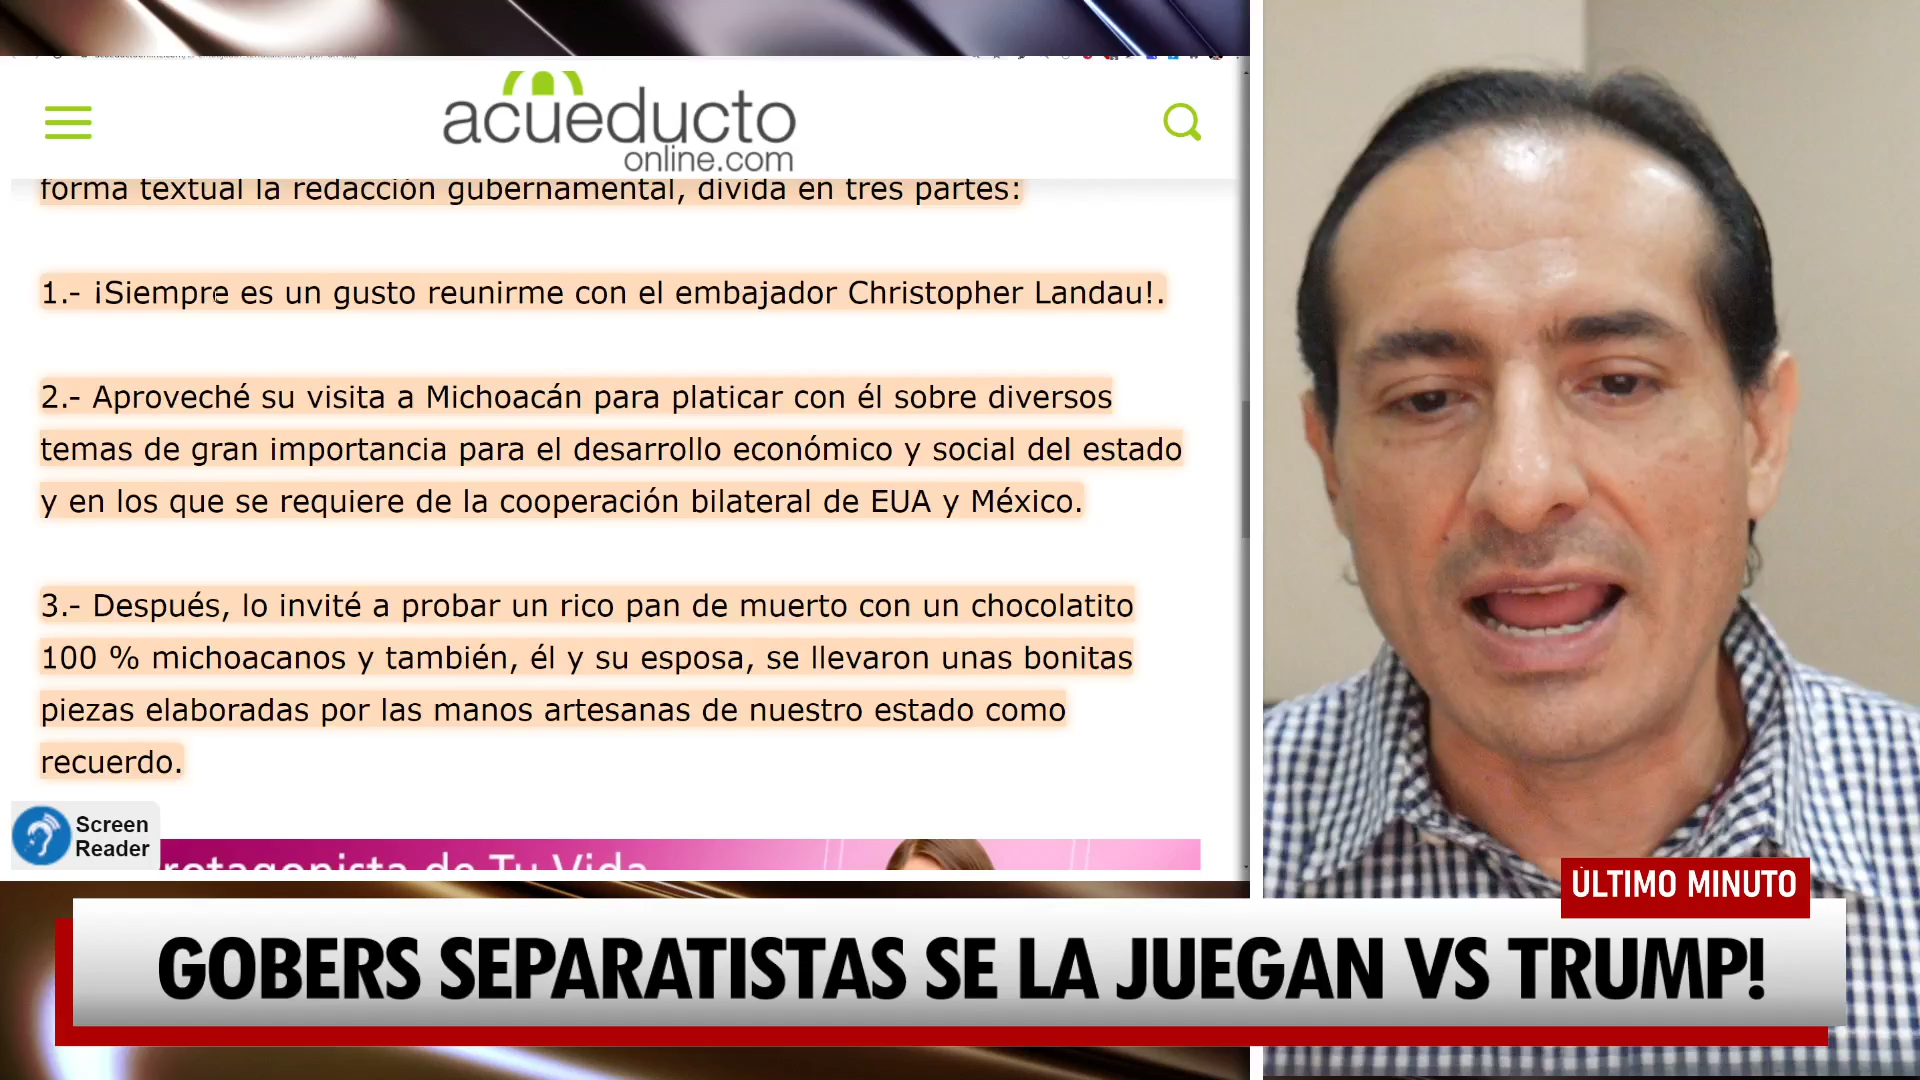 acueducto
online.com
forma textual la redacción gubernamental, divida en tres partes:
1.- ¡Siempre es un gusto reunirme con el embajador Christopher Landau!.
2.- Aproveché su visita a Michoacán para platicar con él sobre diversos
temas de gran importancia para el desarrollo económico y social del estado
y en los que se requiere de la cooperación bilateral de EUA y México.
3.- Después, lo invité a probar un rico pan de muerto con un chocolatito
100 % michoacanos y también, él y su esposa, se llevaron unas bonitas
piezas elaboradas por las manos artesanas de nuestro estado como
recuerdo.
Screen
Reader
rotagonista de Tu Vida
ÚLTIMO MINUTO
GOBERS SEPARATISTAS SE LA JUEGAN VS TRUMP!